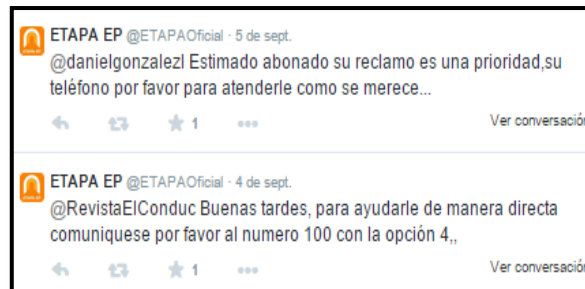 ETAPA EP @ETAPAOficial · 5 de sept.
@danielgonzalezl Estimado abonado su reclamo es una prioridad,su
teléfono por favor para atenderle como se merece...
1
Ver conversación
ETAPA EP @ETAPAOficial · 4 de sept.
@RevistaElConduc Buenas tardes, para ayudarle de manera directa
comuniquese por favor al numero 100 con la opción 4,,
1
Ver conversación